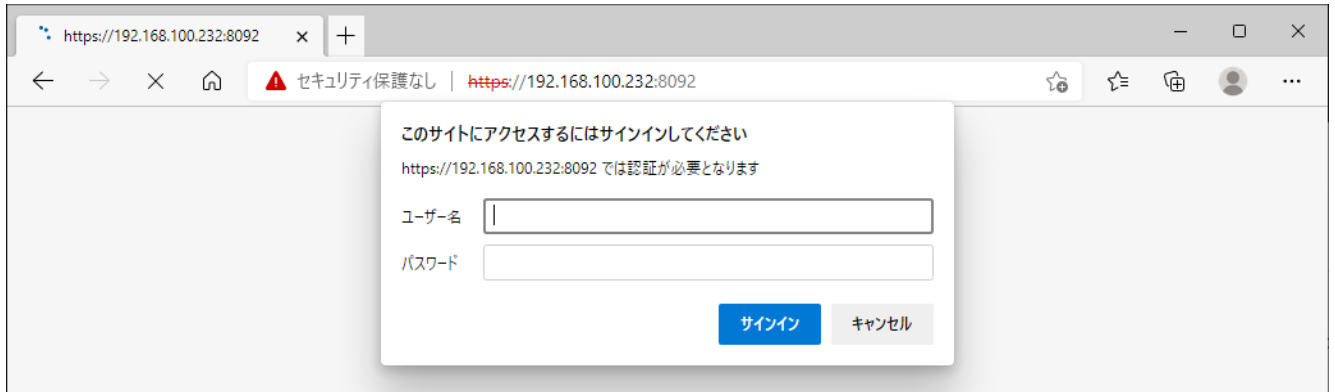 https://192.168.100.232:8092
セキュリティ保護なし | https://192.168.100.232:8092
このサイトにアクセスするにはサインインしてください
https://192.168.100.232:8092 では認証が必要となります
ユーザー名
パスワード
サインイン キャンセル